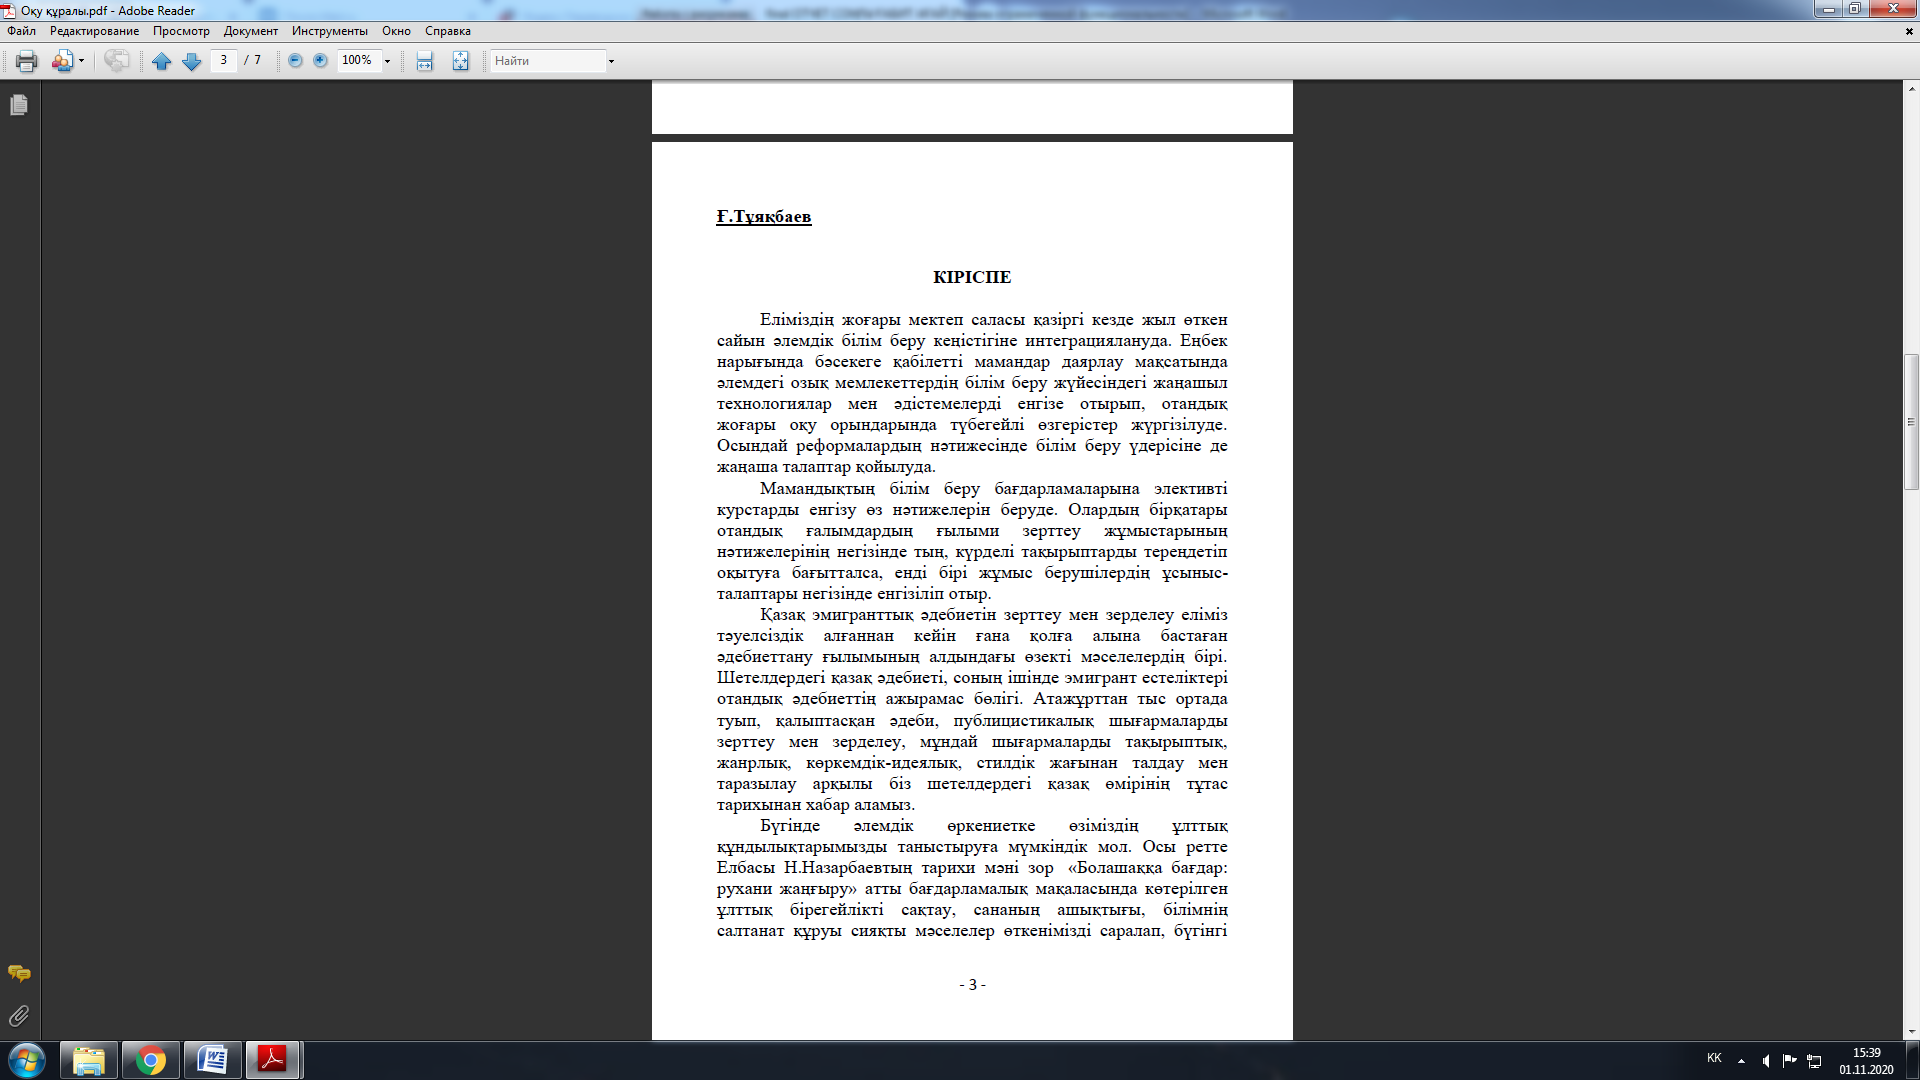 Оқу құралы.pdf - Adobe Reader
Файл Редактирование Просмотр Документ Инструменты Окно Справка
3 / 7 100% Найти
Ғ.Тұяқбаев
КІРІСПЕ
Еліміздің жоғары мектеп саласы қазіргі кезде жыл өткен
сайын әлемдік білім беру кеңістігіне интеграциялануда. Еңбек
нарығында бәсекеге қабілетті мамандар даярлау мақсатында
әлемдегі озық мемлекеттердің білім беру жүйесіндегі жаңашыл
технологиялар мен әдістемелерді енгізе отырып, отандық
жоғары оқу орындарында түбегейлі өзгерістер жүргізілуде.
Осындай реформалардың нәтижесінде білім беру үдерісіне де
жаңаша талаптар қойылуда.
Мамандықтың білім беру бағдарламаларына элективті
курстарды енгізу өз нәтижелерін беруде. Олардың бірқатары
отандық ғалымдардың ғылыми зерттеу жұмыстарының
нәтижелерінің негізінде тың, күрделі тақырыптарды тереңдетіп
оқытуға бағытталса, енді бірі жұмыс берушілердің ұсыныс-
талаптары негізінде енгізіліп отыр.
Қазақ эмигранттық әдебиетін зерттеу мен зерделеу еліміз
тәуелсіздік алғаннан кейін ғана қолға алына бастаған
әдебиеттану ғылымының алдындағы өзекті мәселелердің бірі.
Шетелдердегі қазақ әдебиеті, соның ішінде эмигрант естеліктері
отандық әдебиеттің ажырамас бөлігі. Атажұрттан тыс ортада
туып, қалыптасқан әдеби, публицистикалық шығармаларды
зерттеу мен зерделеу, мұндай шығармаларды тақырыптық,
жанрлық, көркемдік-идеялық, стилдік жағынан талдау мен
таразылау арқылы біз шетелдердегі қазақ өмірінің тұтас
тарихынан хабар аламыз.
Бүгінде әлемдік өркениетке өзіміздің ұлттық
құндылықтарымызды таныстыруға мүмкіндік мол. Осы ретте
Елбасы Н.Назарбаевтың тарихи мәні зор «Болашаққа бағдар:
рухани жаңғыру» атты бағдарламалық мақаласында көтерілген
ұлттық бірегейлікті сақтау, сананың ашықтығы, білімнің
салтанат құруы сияқты мәселелер өткенімізді саралап, бүгінгі
- 3 -
KK 15:39
01.11.2020